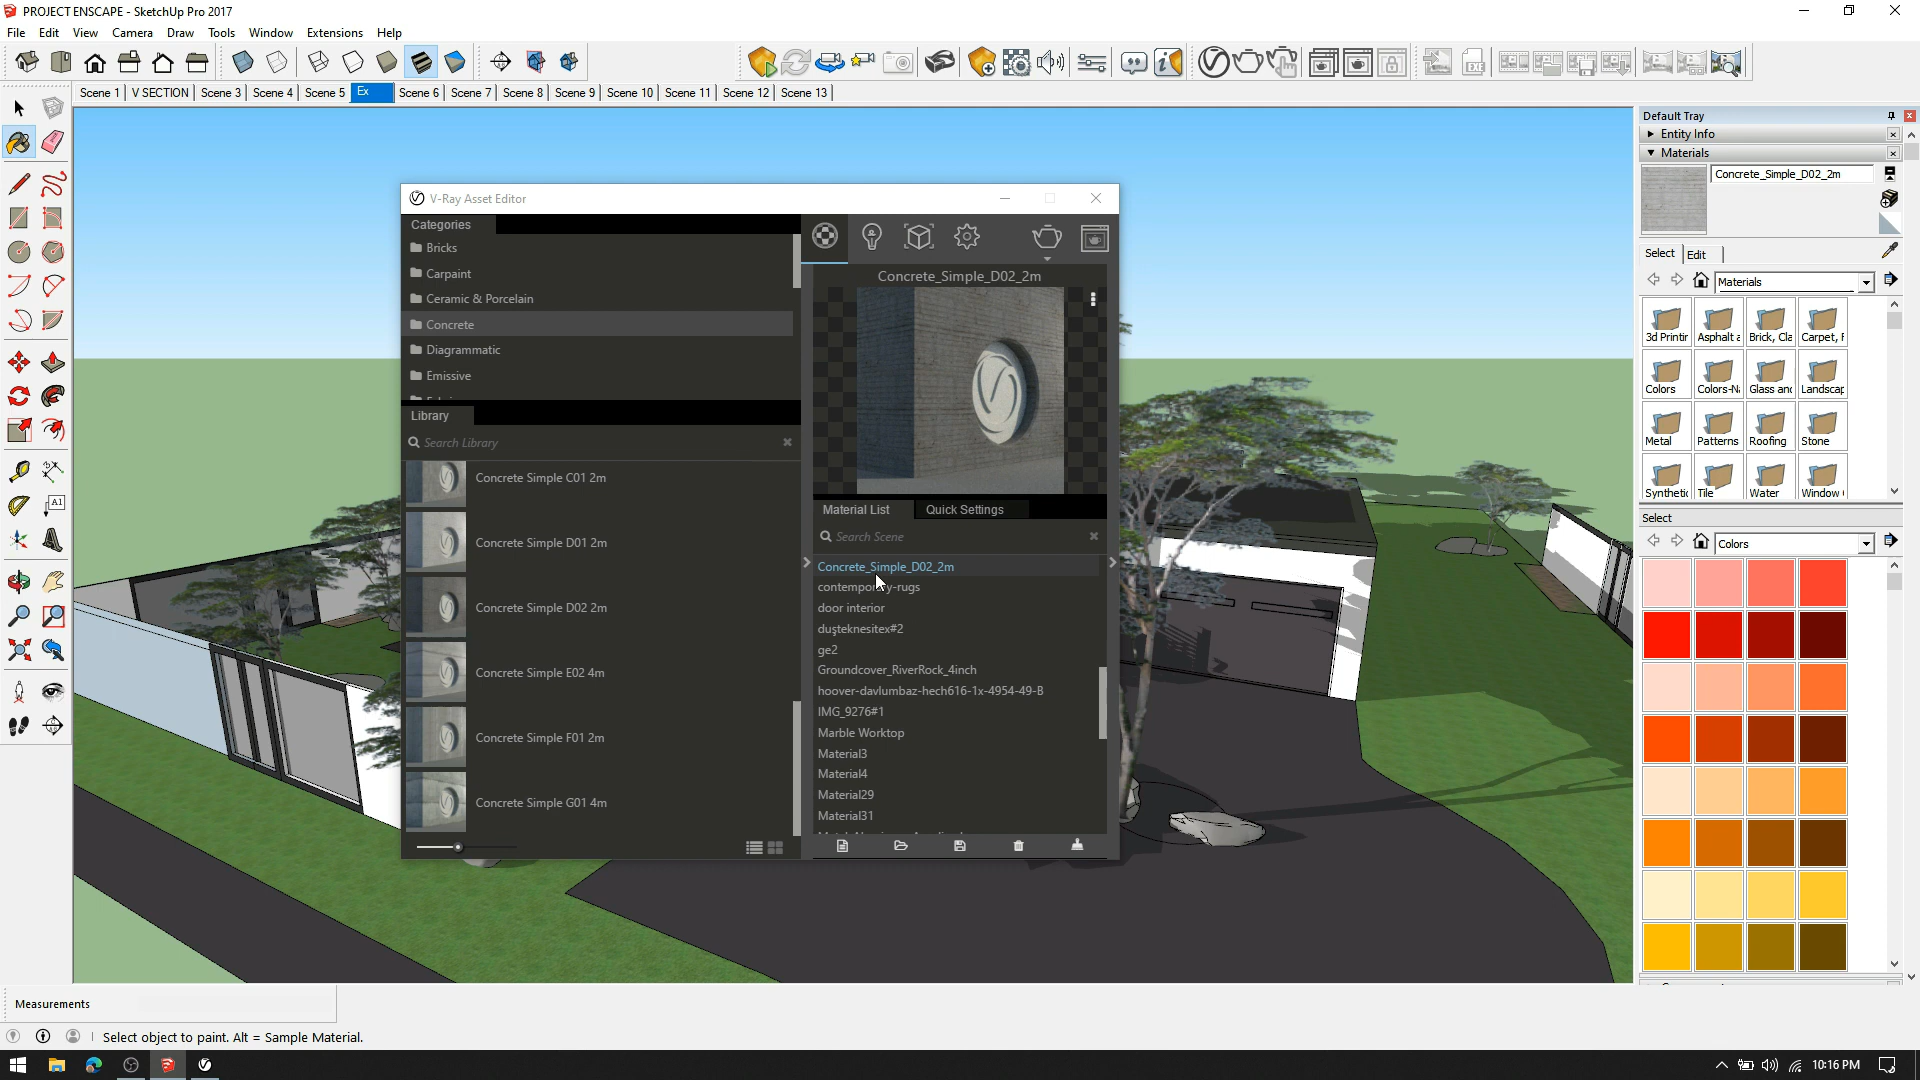 PROJECT ENSCAPE - SketchUp Pro 2017
File Edit View Camera Draw Tools Window Extensions Help
Scene 1 V SECTION Scene 3 Scene 4 Scene 5 Ex Scene 6 Scene 7 Scene 8 Scene 9 Scene 10 Scene 11 Scene 12 Scene 13
V-Ray Asset Editor
Categories
Bricks
Carpaint
Ceramic & Porcelain
Concrete
Diagrammatic
Emissive
Library
Search Library
Concrete Simple C01 2m
Concrete Simple D01 2m
Concrete Simple D02 2m
Concrete Simple E02 4m
Concrete Simple F01 2m
Concrete Simple G01 4m
Concrete_Simple_D02_2m
Material List Quick Settings
Search Scene
Concrete_Simple_D02_2m
contemporary-rugs
door interior
duşteknesitex#2
ge2
Groundcover_RiverRock_4inch
hoover-davlumbaz-hech616-1x-4954-49-B
IMG_9276#1
Marble Worktop
Material3
Material4
Material29
Material31
Default Tray
Entity Info
Materials
Concrete_Simple_D02_2m
Select Edit
Materials
3d Printin Asphalt a Brick, Cla Carpet, F
Colors Colors-Na Glass and Landscap
Metal Patterns Roofing Stone
Synthetic Tile Water Window
Select
Colors
Measurements
Select object to paint. Alt = Sample Material.
10:16 PM